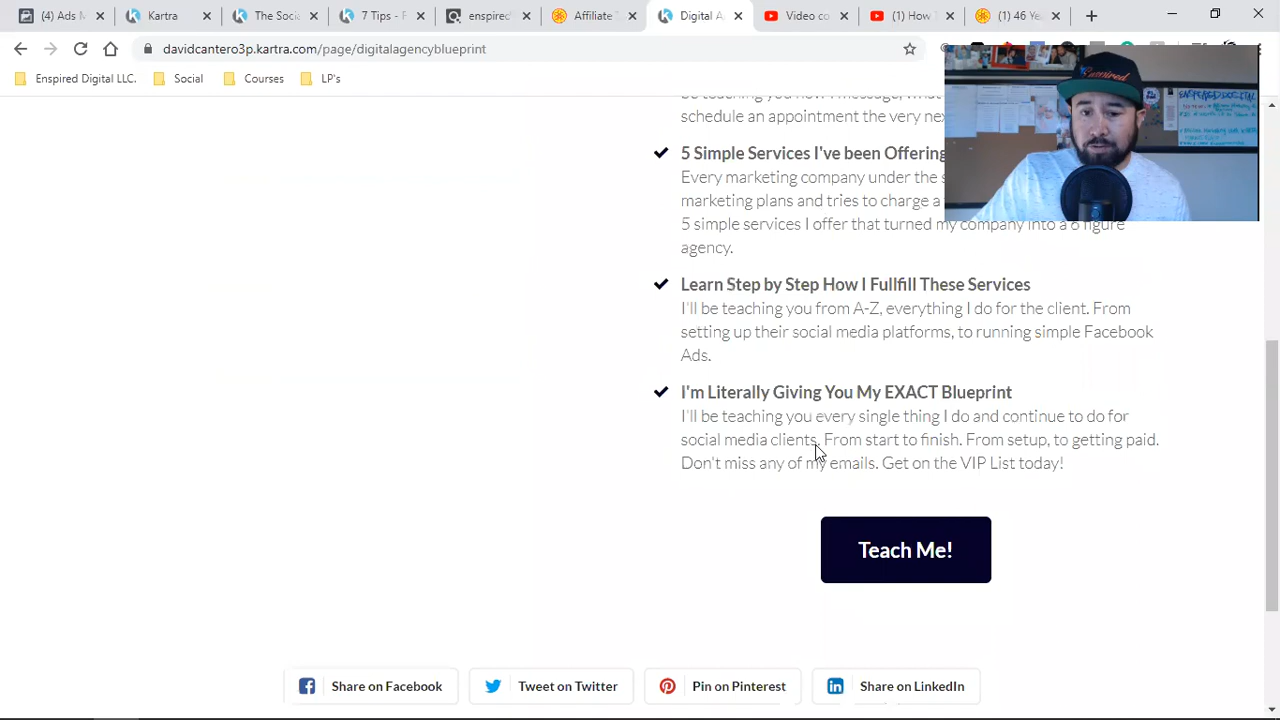 (4) Ad
Kartra
The Soci
7 Tips - F
enspired
Affiliate
Digital A
Video co
(1) How
(1) 46 Ye
davidcantero3p.kartra.com/page/digitalagencyblueprint
Enspired Digital LLC.
Social
Courses
LP's
be teaching you how I message, what
schedule an appointment the very ne
5 Simple Services I've been Offering
Every marketing company under the s
marketing plans and tries to charge a
5 simple services I offer that turned my company into a 6 figure
agency.
Learn Step by Step How I Fullfill These Services
I'll be teaching you from A-Z, everything I do for the client. From
setting up their social media platforms, to running simple Facebook
Ads.
I'm Literally Giving You My EXACT Blueprint
I'll be teaching you every single thing I do and continue to do for
social media clients. From start to finish. From setup, to getting paid.
Don't miss any of my emails. Get on the VIP List today!
Teach Me!
Share on Facebook
Tweet on Twitter
Pin on Pinterest
Share on LinkedIn